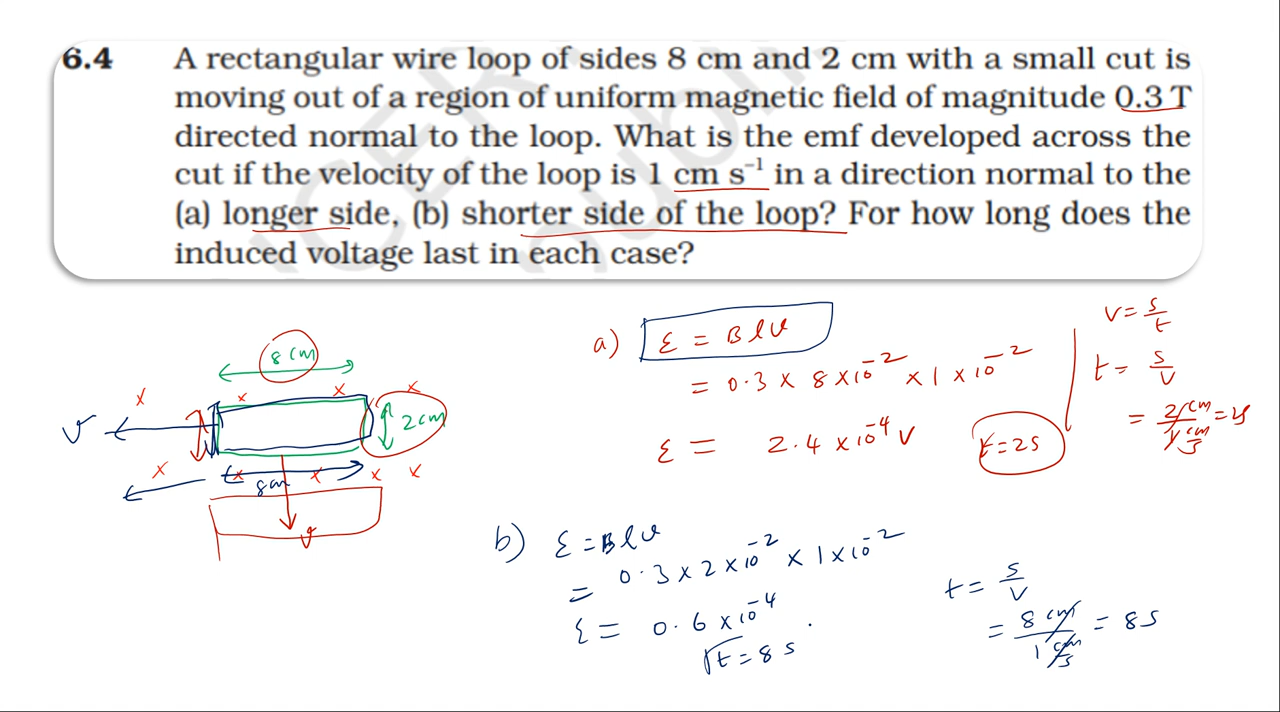 6.4 A rectangular wire loop of sides 8 cm and 2 cm with a small cut is
moving out of a region of uniform magnetic field of magnitude 0.3 T
directed normal to the loop. What is the emf developed across the
cut if the velocity of the loop is 1 cm s⁻¹ in a direction normal to the
(a) longer side, (b) shorter side of the loop? For how long does the
induced voltage last in each case?
8 cm
x x x x
2 cm
v
x x x x x
8cm
v
a) ε = Blv
= 0.3 × 8×10⁻² × 1×10⁻²
ε = 2.4 × 10⁻⁴ V
t=2s
v = s/t
t = s/v
= 2 cm/1 cm/s = 2s
b) ε = Blv
= 0.3 × 2×10⁻² × 1×10⁻²
ε = 0.6 × 10⁻⁴
t = 8 s
t = s/v
= 8 cm/1 cm/s = 8s